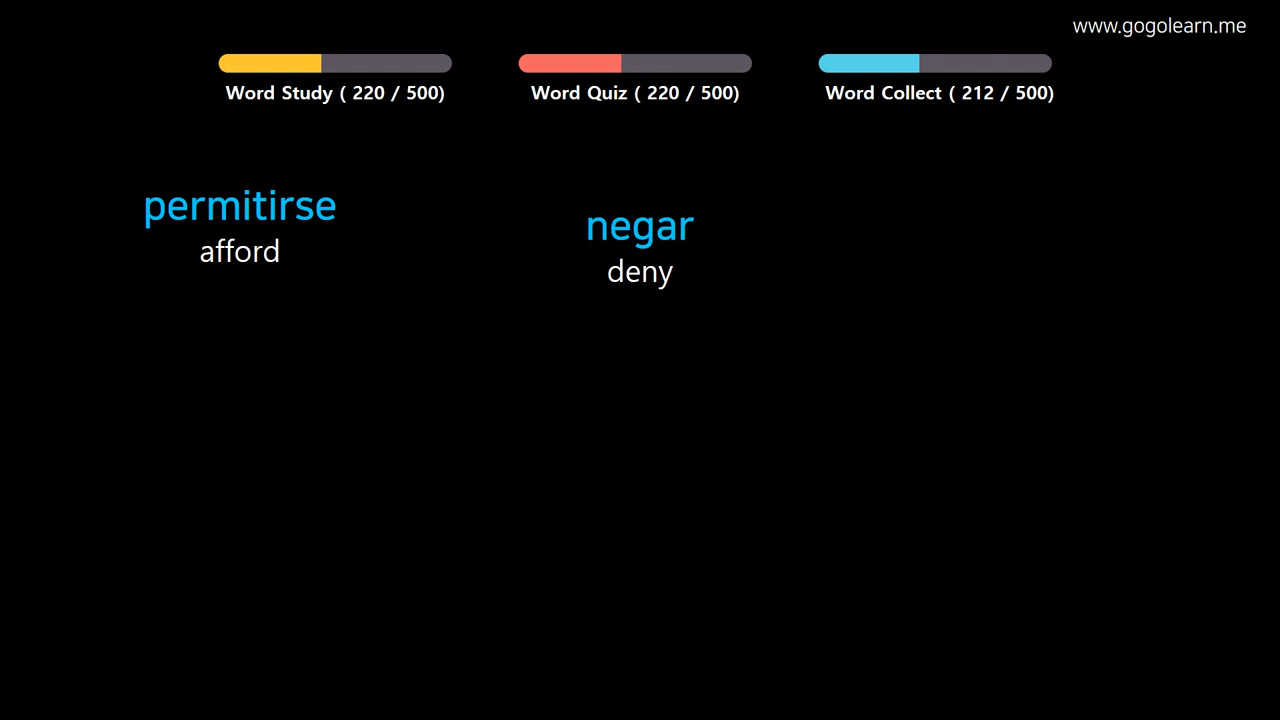 www.gogolearn.me
Word Study ( 220 / 500)
Word Quiz ( 220 / 500)
Word Collect ( 212 / 500)
permitirse
afford
negar
deny